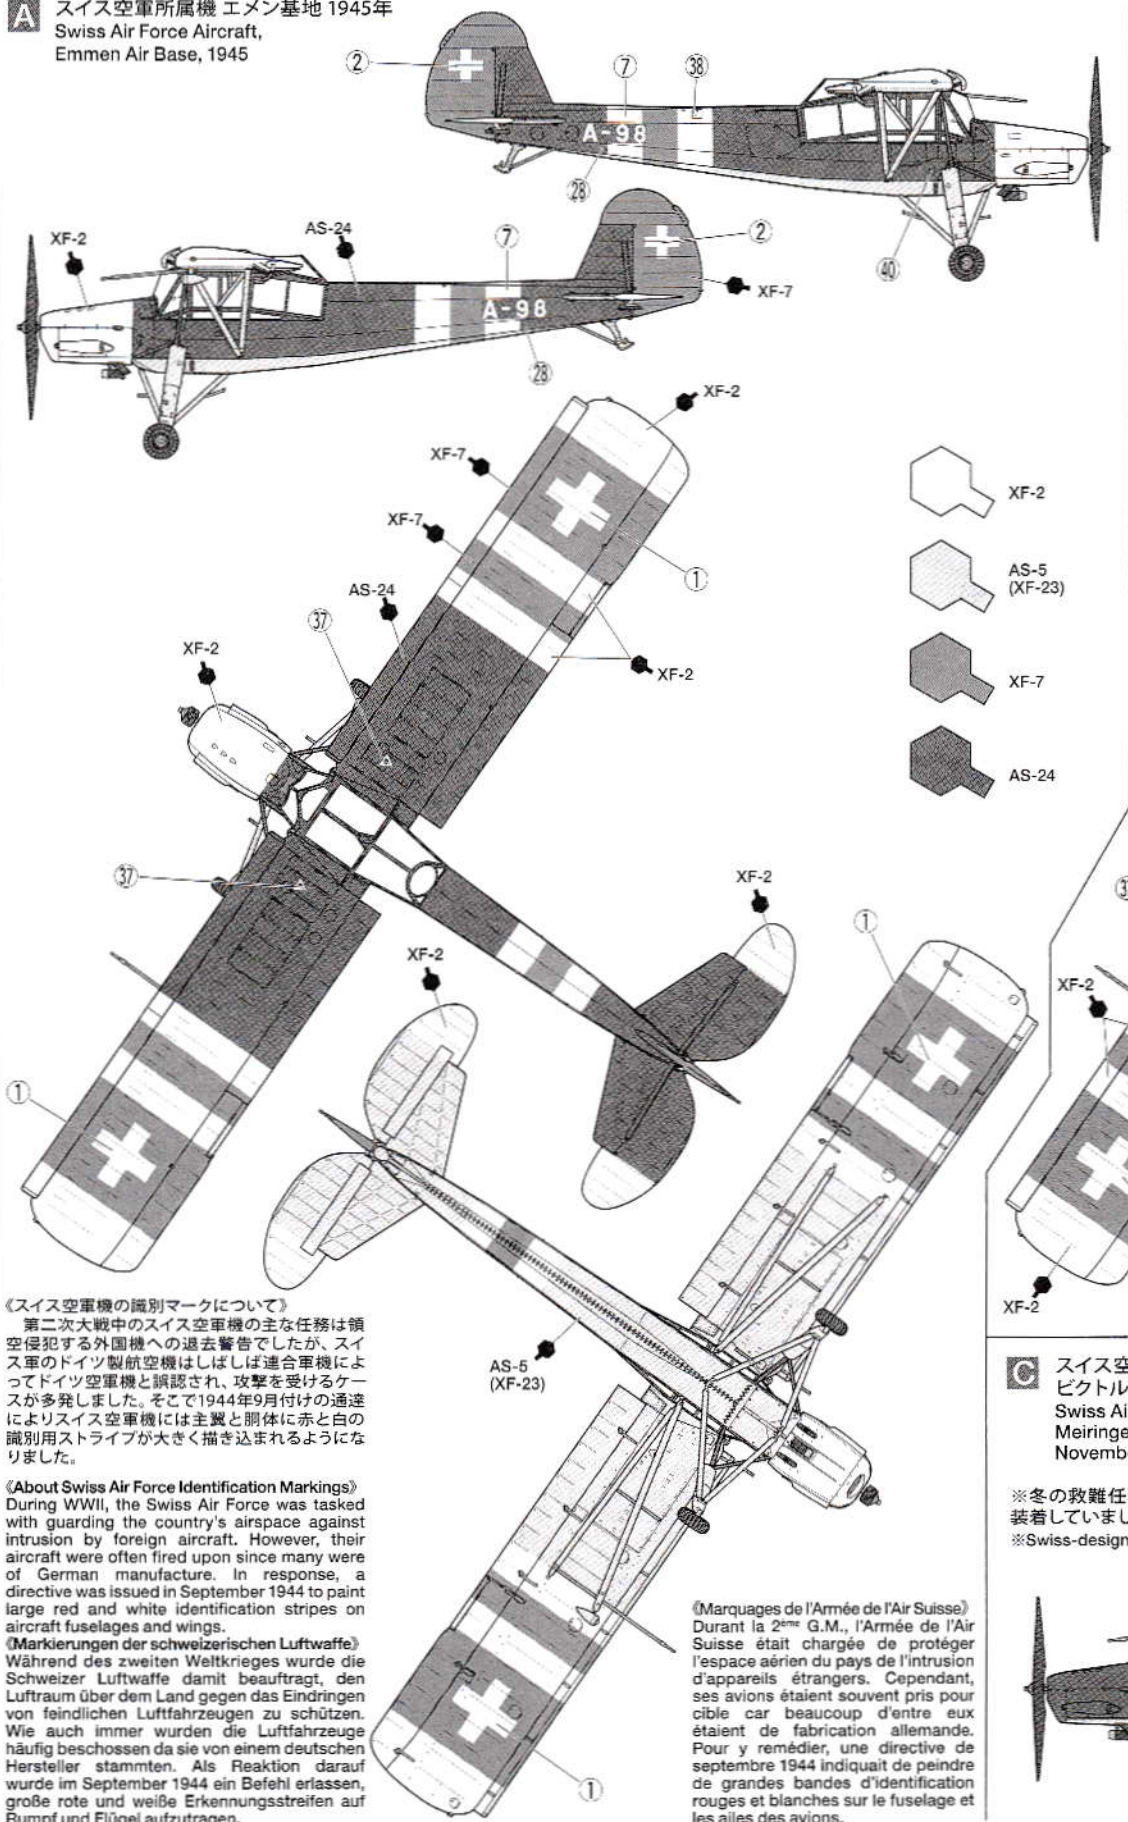 A スイス空軍所属機 エメン基地 1945年
Swiss Air Force Aircraft,
Emmen Air Base, 1945
2
7
38
A-98
28
40
XF-2
AS-24
7
2
A-98
XF-7
28
XF-2
XF-7
XF-7
1
AS-24
37
XF-2
XF-2
XF-2
AS-5
(XF-23)
XF-7
AS-24
37
XF-2
1
XF-2
XF-2
1
XF-2
AS-5
(XF-23)
1
《スイス空軍機の識別マークについて》
第二次大戦中のスイス空軍機の主な任務は領
空侵犯する外国機への退去警告でしたが、スイ
ス軍のドイツ製航空機はしばしば連合軍機によ
ってドイツ空軍機と誤認され、攻撃を受けるケー
スが多発しました。そこで1944年9月付けの通達
によりスイス空軍機には主翼と胴体に赤と白の
識別用ストライプが大きく描き込まれるようにな
りました。
《About Swiss Air Force Identification Markings》
During WWII, the Swiss Air Force was tasked
with guarding the country's airspace against
intrusion by foreign aircraft. However, their
aircraft were often fired upon since many were
of German manufacture. In response, a
directive was issued in September 1944 to paint
large red and white identification stripes on
aircraft fuselages and wings.
《Markierungen der schweizerischen Luftwaffe》
Während des zweiten Weltkrieges wurde die
Schweizer Luftwaffe damit beauftragt, den
Luftraum über dem Land gegen das Eindringen
von feindlichen Luftfahrzeugen zu schützen.
Wie auch immer wurden die Luftfahrzeuge
häufig beschossen da sie von einem deutschen
Hersteller stammten. Als Reaktion darauf
wurde im September 1944 ein Befehl erlassen,
große rote und weiße Erkennungsstreifen auf
Rumpf und Flügel aufzutragen.
《Marquages de l'Armée de l'Air Suisse》
Durant la 2ème G.M., l'Armée de l'Air
Suisse était chargée de protéger
l'espace aérien du pays de l'intrusion
d'appareils étrangers. Cependant,
ses avions étaient souvent pris pour
cible car beaucoup d'entre eux
étaient de fabrication allemande.
Pour y remédier, une directive de
septembre 1944 indiquait de peindre
de grandes bandes d'identification
rouges et blanches sur le fuselage et
les ailes des avions.
C スイス空
ビクトル
Swiss Ai
Meiringe
Novembe
※冬の救難任
装着していまし
※Swiss-design